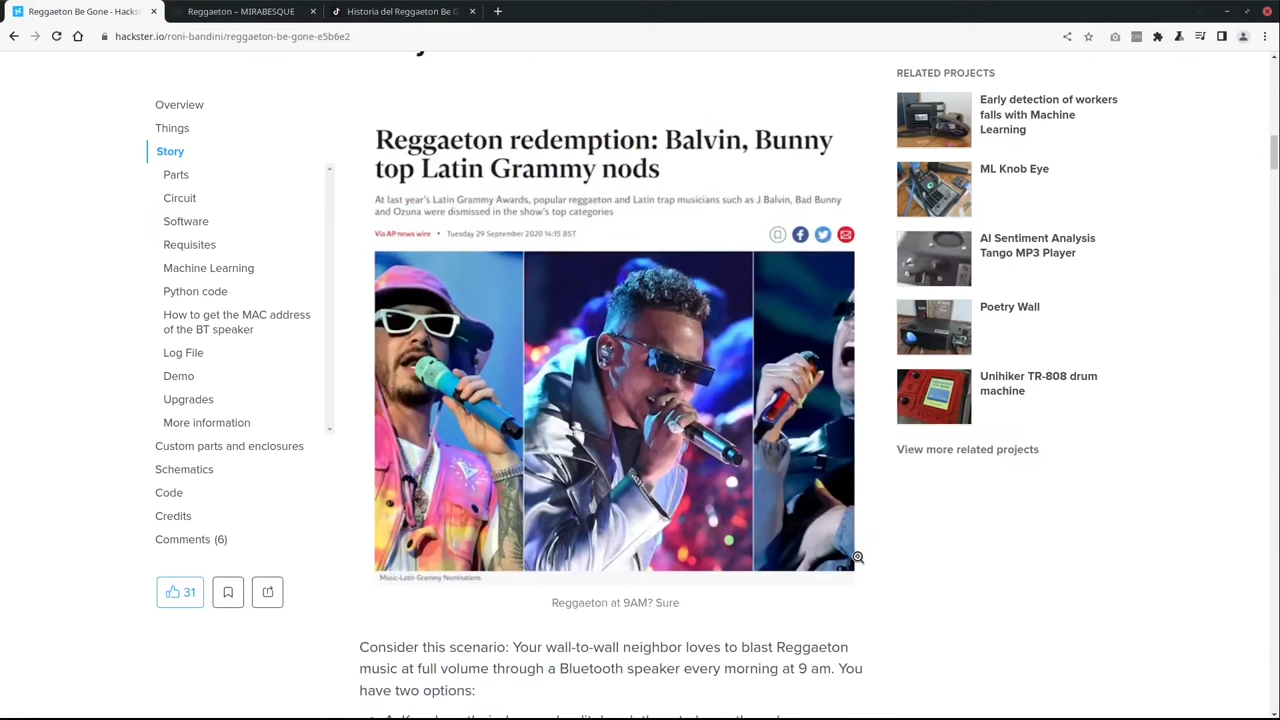 Reggaeton Be Gone - Hackst
Reggaeton – MIRABESQUE
Historia del Reggaeton Be G
hackster.io/roni-bandini/reggaeton-be-gone-e5b6e2
Overview
Things
Story
Parts
Circuit
Software
Requisites
Machine Learning
Python code
How to get the MAC address
of the BT speaker
Log File
Demo
Upgrades
More information
Custom parts and enclosures
Schematics
Code
Credits
Comments (6)
31
Reggaeton redemption: Balvin, Bunny
top Latin Grammy nods
At last year's Latin Grammy Awards, popular reggaeton and Latin trap musicians such as J Balvin, Bad Bunny
and Ozuna were dismissed in the show's top categories
Via AP news wire • Tuesday 29 September 2020 14:15 BST
Music-Latin Grammy Nominations
Reggaeton at 9AM? Sure
Consider this scenario: Your wall-to-wall neighbor loves to blast Reggaeton
music at full volume through a Bluetooth speaker every morning at 9 am. You
have two options:
RELATED PROJECTS
Early detection of workers
falls with Machine
Learning
ML Knob Eye
AI Sentiment Analysis
Tango MP3 Player
Poetry Wall
Unihiker TR-808 drum
machine
View more related projects